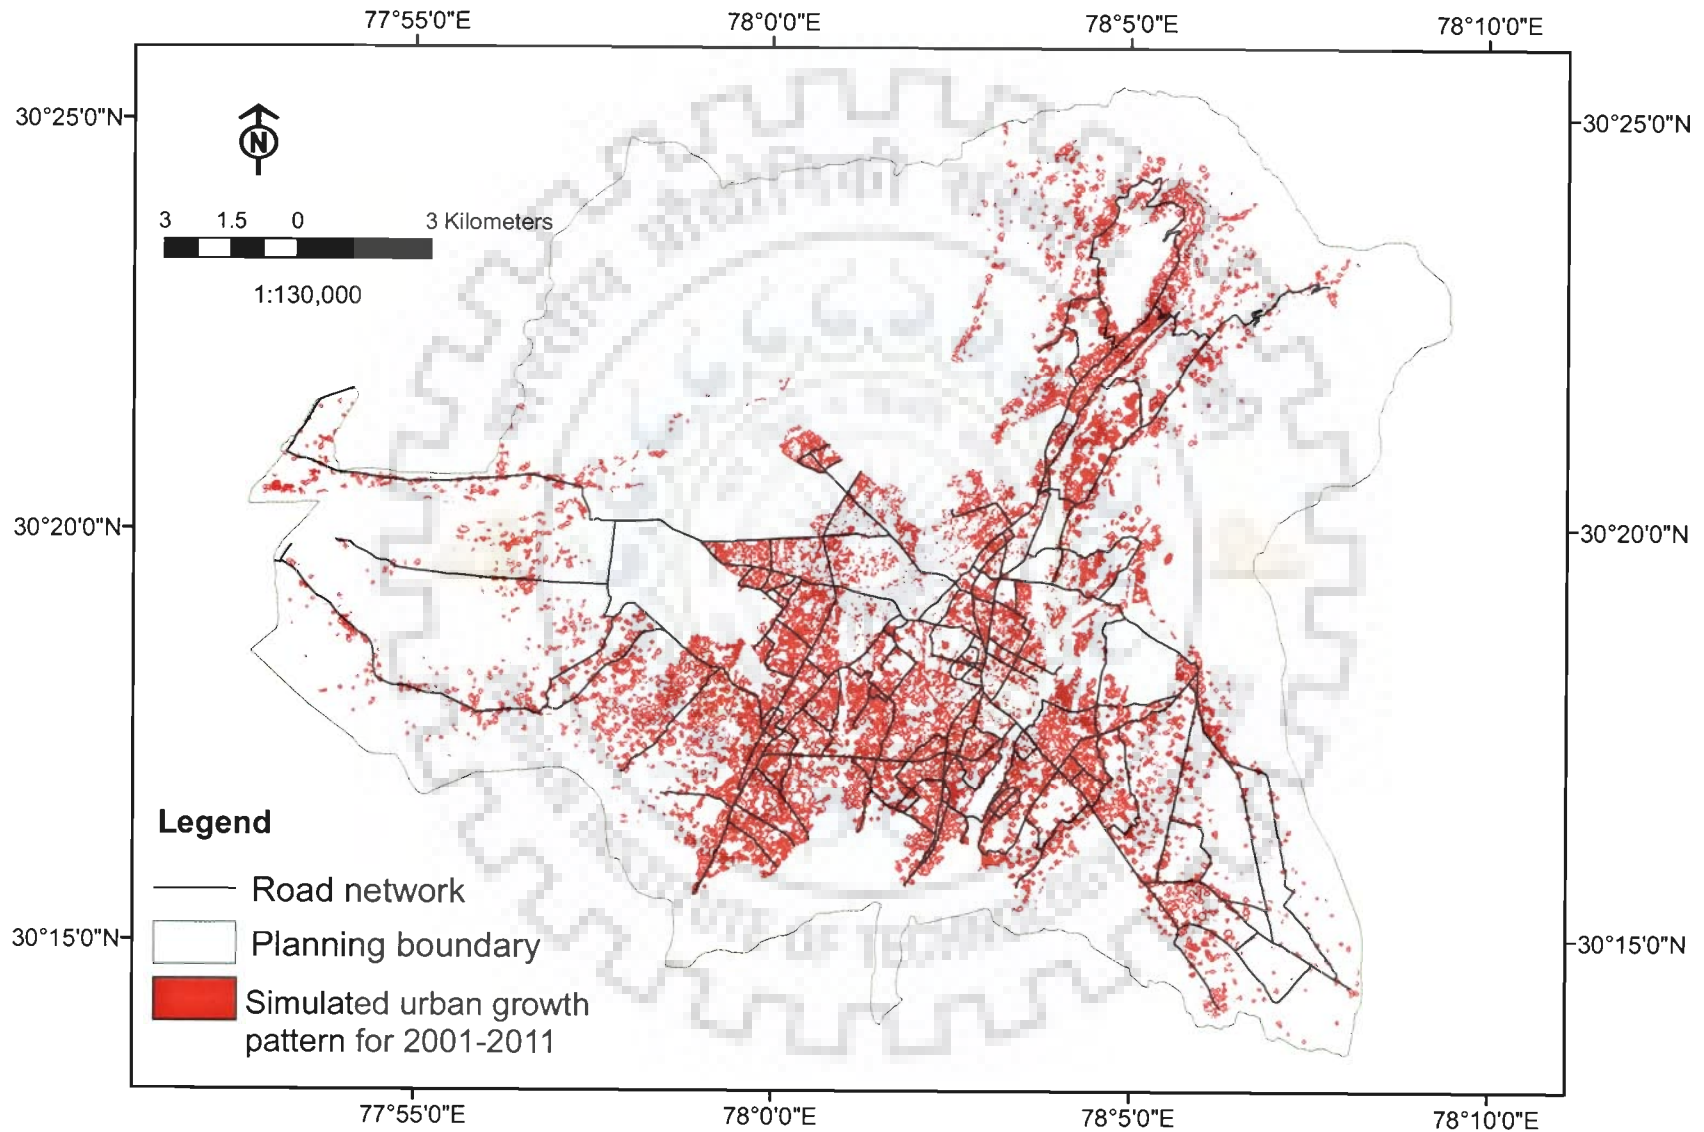 77°55'0"E 78°0'0"E 78°5'0"E 78°10'0"E
30°25'0"N 30°25'0"N
N
3 1.5 0 3 Kilometers
1:130,000
30°20'0"N 30°20'0"N
Legend
Road network
30°15'0"N 30°15'0"N
Planning boundary
Simulated urban growth
pattern for 2001-2011
77°55'0"E 78°0'0"E 78°5'0"E 78°10'0"E